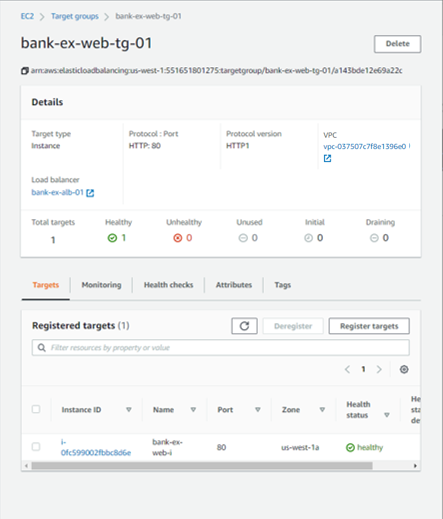 EC2 > Target groups > bank-ex-web-tg-01
bank-ex-web-tg-01
Delete
arn:aws:elasticloadbalancing:us-west-1:551651801275:targetgroup/bank-ex-web-tg-01/a143bde12e69a22c
Details
Target type
Instance
Protocol : Port
HTTP: 80
Protocol version
HTTP1
VPC
vpc-037507c7f8e1396e0
Load balancer
bank-ex-alb-01
Total targets
1
Healthy
1
Unhealthy
0
Unused
0
Initial
0
Draining
0
Targets Monitoring Health checks Attributes Tags
Registered targets (1)
Deregister
Register targets
Filter resources by property or value
< 1 >
Instance ID
Name
Port
Zone
Health
status
He
sta
de
i-
0fc599002fbbc8d6e
bank-ex-
web-i
80
us-west-1a
healthy